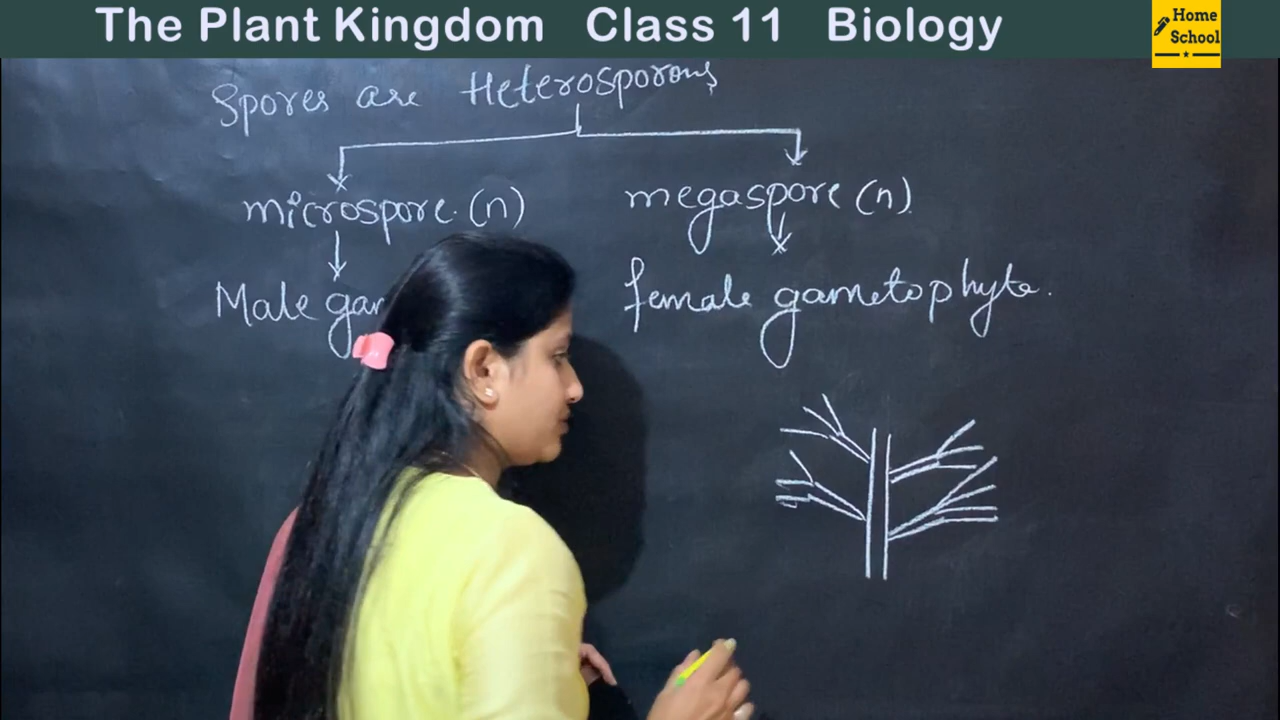 The Plant Kingdom Class 11 Biology
Home
School
Spores are Heterosporous
microspore (n) megaspore (n)
Male female gametophyte.